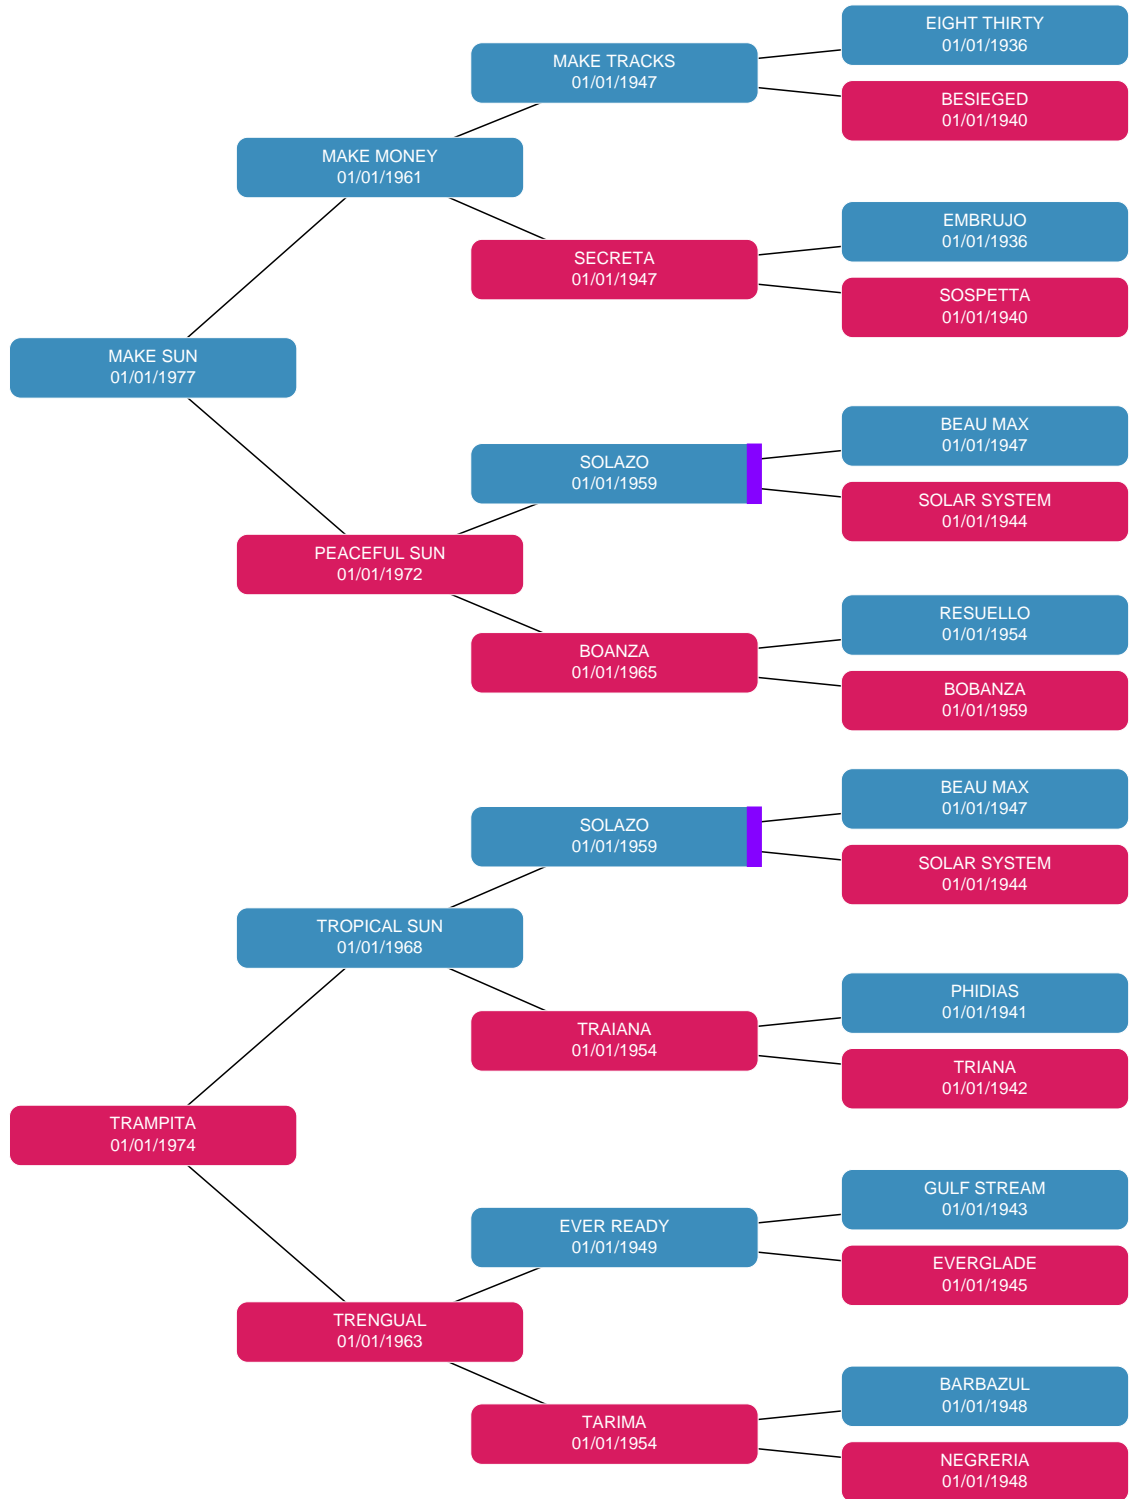 EIGHT THIRTY
01/01/1936
MAKE TRACKS
01/01/1947
BESIEGED
01/01/1940
MAKE MONEY
01/01/1961
EMBRUJO
01/01/1936
SECRETA
01/01/1947
SOSPETTA
01/01/1940
MAKE SUN
01/01/1977
BEAU MAX
01/01/1947
SOLAZO
01/01/1959
SOLAR SYSTEM
01/01/1944
PEACEFUL SUN
01/01/1972
RESUELLO
01/01/1954
BOANZA
01/01/1965
BOBANZA
01/01/1959
BEAU MAX
01/01/1947
SOLAZO
01/01/1959
SOLAR SYSTEM
01/01/1944
TROPICAL SUN
01/01/1968
PHIDIAS
01/01/1941
TRAIANA
01/01/1954
TRIANA
01/01/1942
TRAMPITA
01/01/1974
GULF STREAM
01/01/1943
EVER READY
01/01/1949
EVERGLADE
01/01/1945
TRENGUAL
01/01/1963
BARBAZUL
01/01/1948
TARIMA
01/01/1954
NEGRERIA
01/01/1948